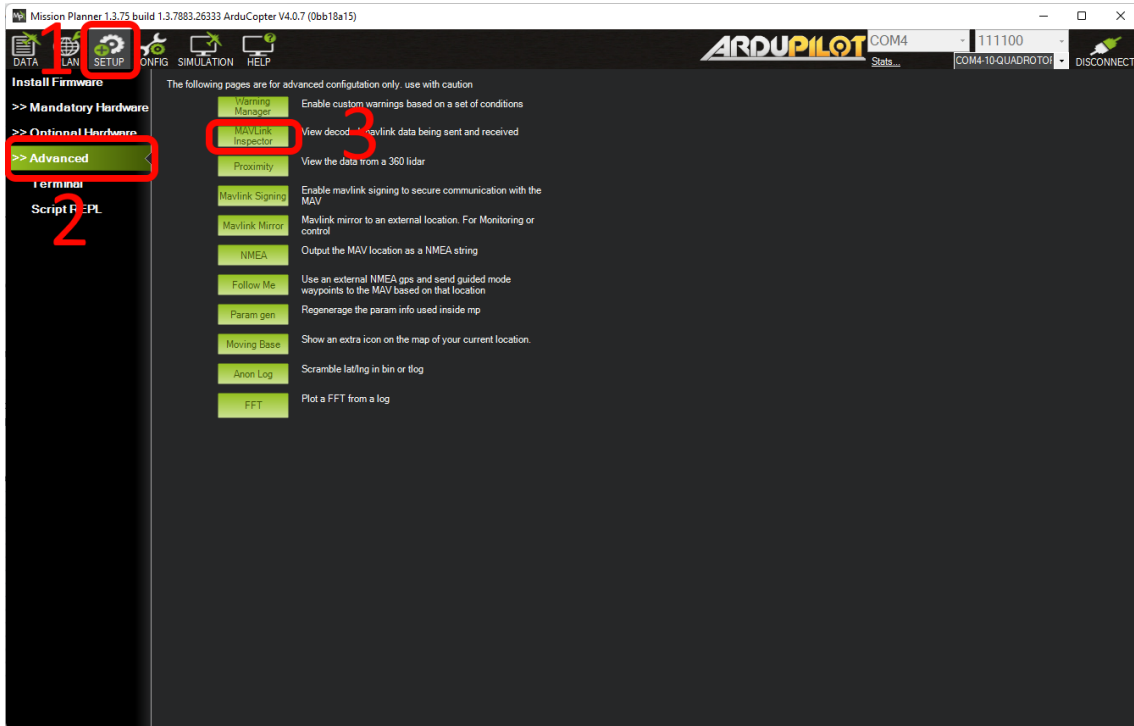 Mission Planner 1.3.75 build 1.3.7883.26333 ArduCopter V4.0.7 (0bb18a15)
1
DATA
SETUP
SIMULATION
HELP
ARDUPILOT
COM4
111100
Stats...
COM4-10-QUADROTOR
DISCONNECT
Install Firmware
>> Mandatory Hardware
>> Optional Hardware
>> Advanced
Terminal
Script REPL
2
The following pages are for advanced configutation only. use with caution
Warning Manager
Enable custom warnings based on a set of conditions
MAVLink Inspector
3
View decoded mavlink data being sent and received
Proximity
View the data from a 360 lidar
Mavlink Signing
Enable mavlink signing to secure communication with the
MAV
Mavlink Mirror
Mavlink mirror to an external location. For Monitoring or
control
NMEA
Output the MAV location as a NMEA string
Follow Me
Use an external NMEA gps and send guided mode
waypoints to the MAV based on that location
Param gen
Regenerage the param info used inside mp
Moving Base
Show an extra icon on the map of your current location.
Anon Log
Scramble lat/lng in bin or tlog
FFT
Plot a FFT from a log